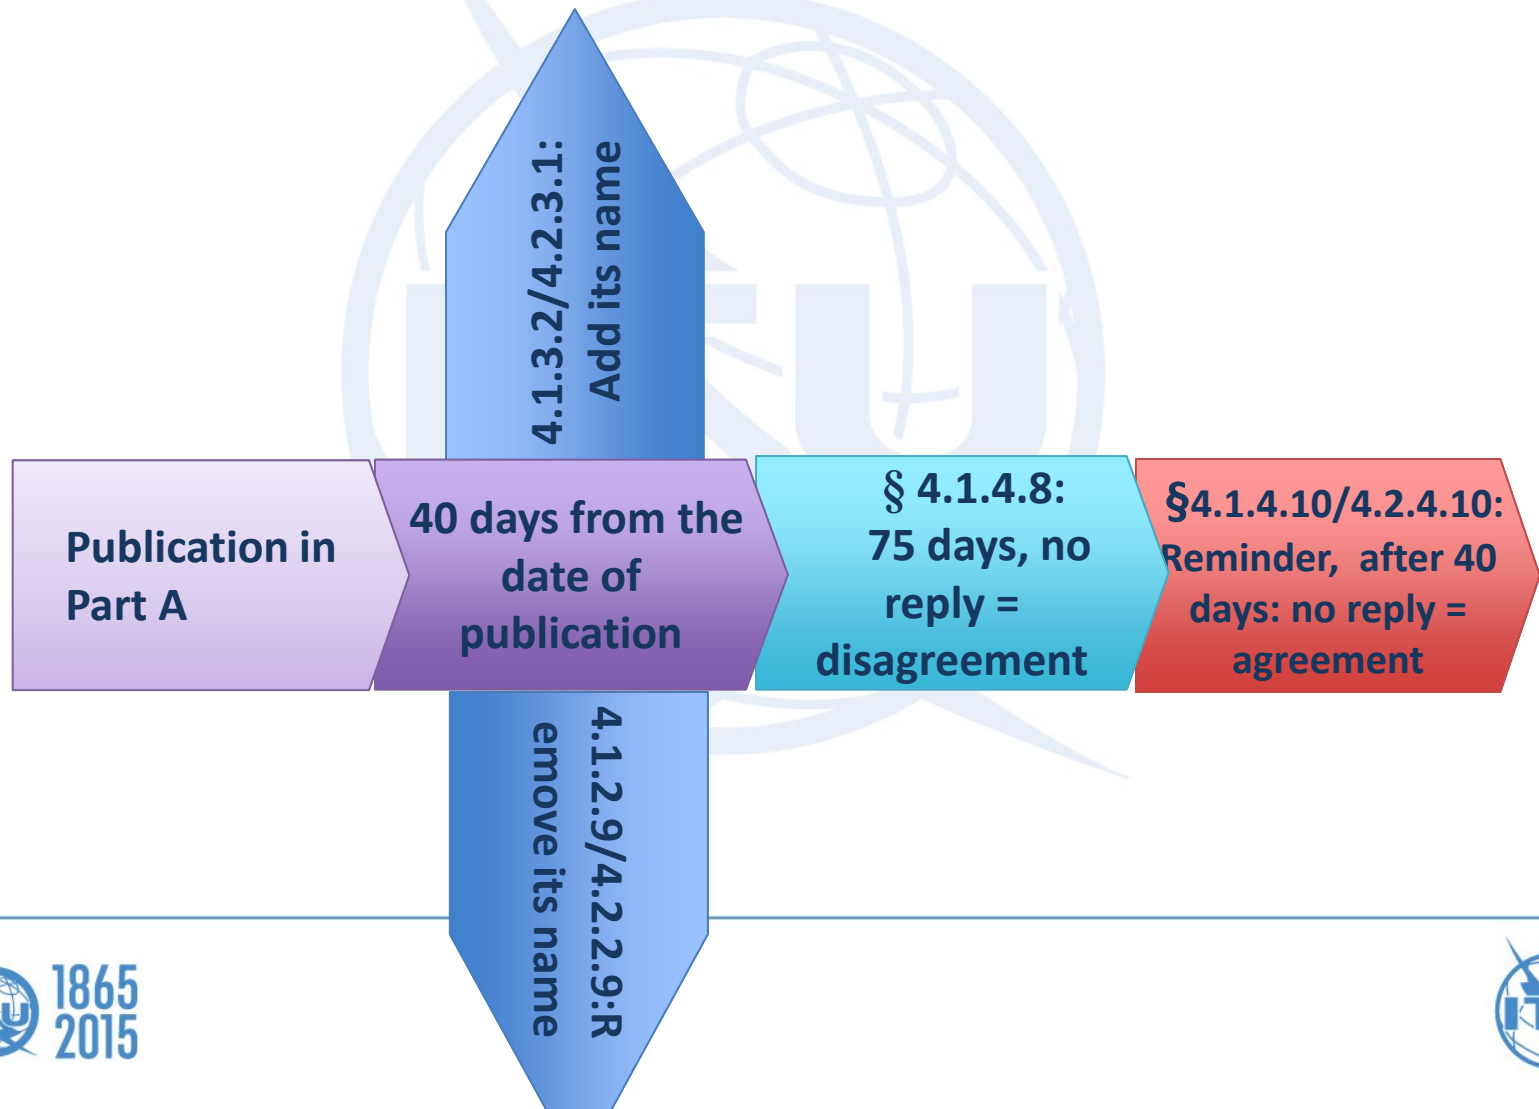 4.1.3.2/4.2.3.1:
Add its name
Publication in
Part A
40 days from the
date of
publication
§ 4.1.4.8:
75 days, no
reply =
disagreement
§4.1.4.10/4.2.4.10:
Reminder, after 40
days: no reply =
agreement
4.1.2.9/4.2.2.9:R
emove its name
1865
2015
ITU